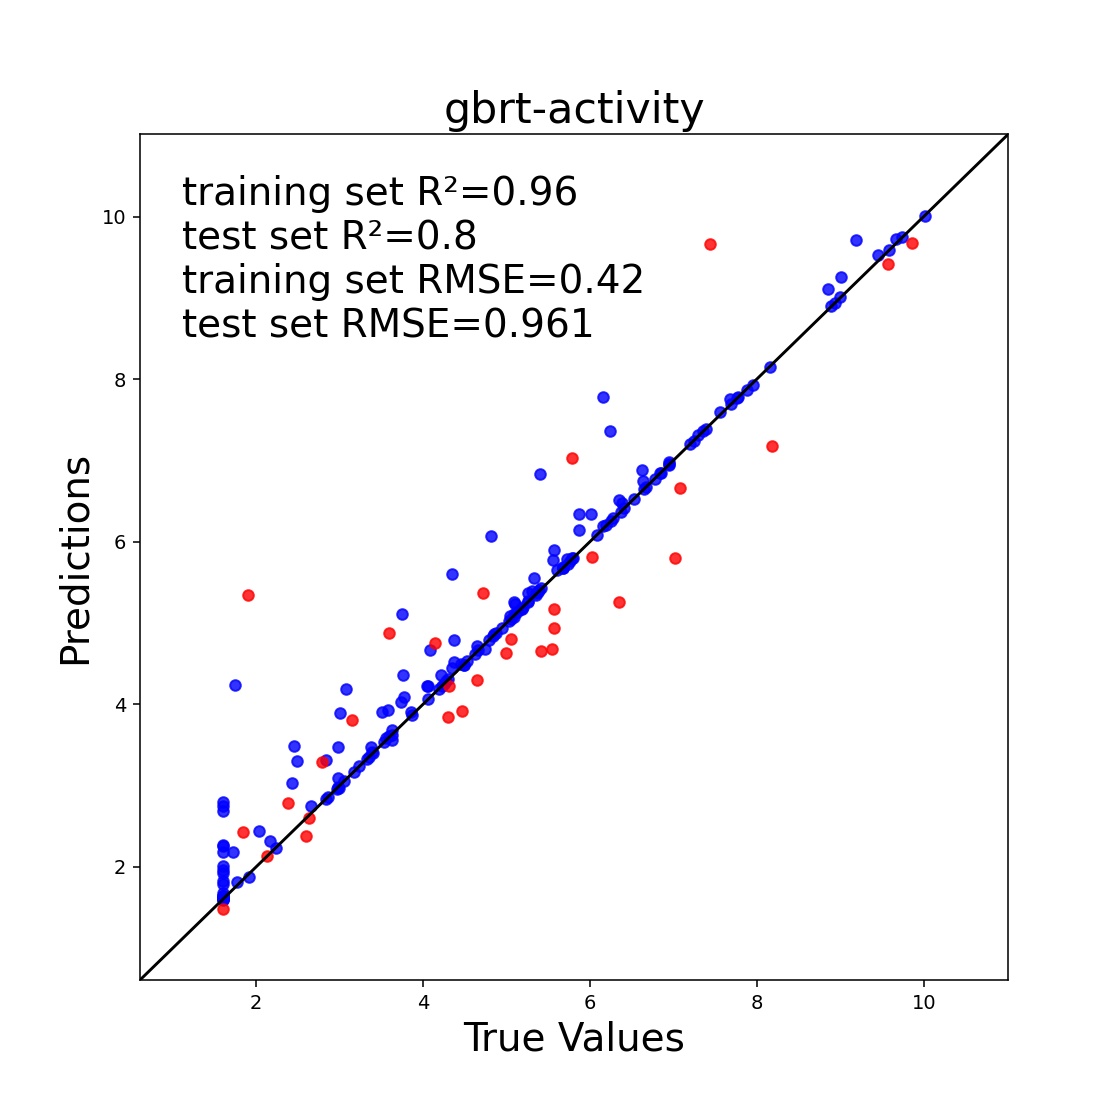 gbrt-activity
training set R²=0.96
test set R²=0.8
training set RMSE=0.42
test set RMSE=0.961
10
8
6
4
2
Predictions
2 4 6 8 10
True Values